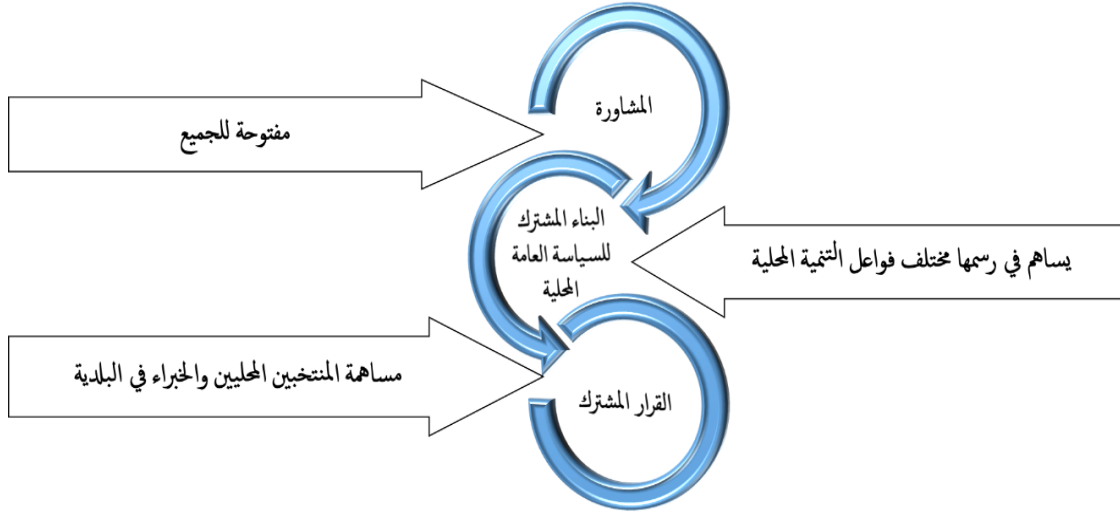 المشاورة
مفتوحة للجميع
البناء المشترك
للسياسة العامة
المحلية
يساهم في رسمها مختلف فواعل التنمية المحلية
مساهمة المنتخبين المحليين والخبراء في البلدية
القرار المشترك